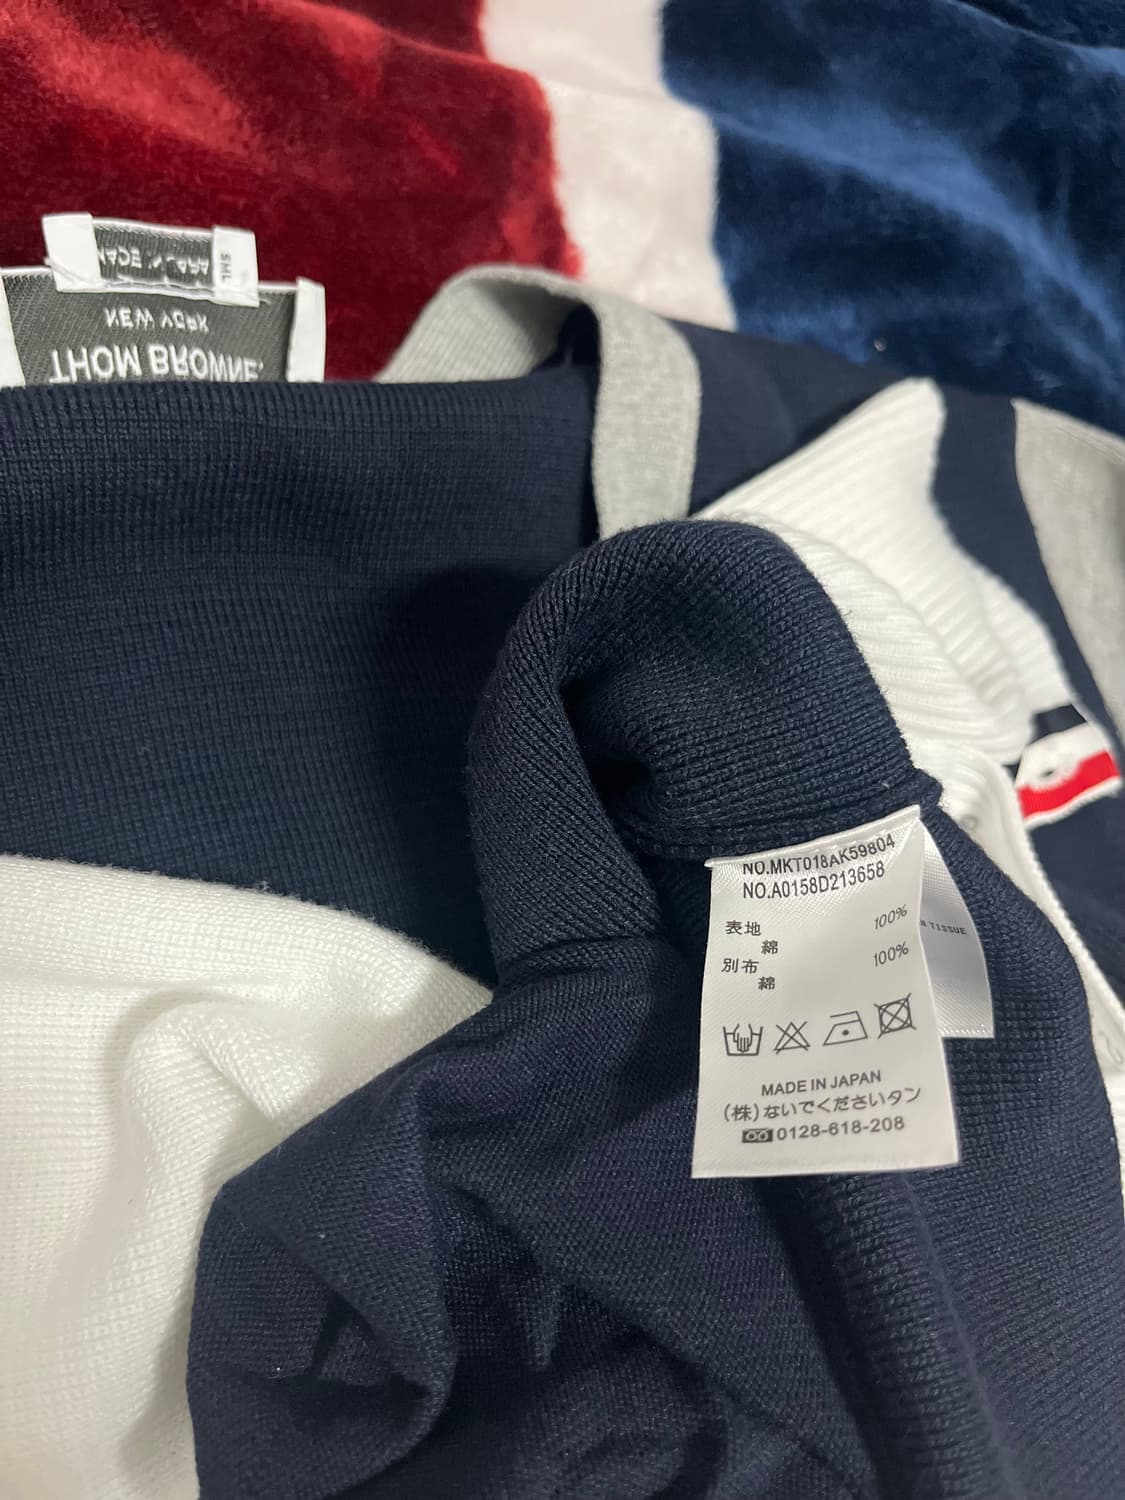 THOM BROWNE.
NEW YORK
NO.MKT018AK59804
NO.A0158D213658
表地 100%
綿
別布 100%
綿
MADE IN JAPAN
（株）ないでくださいタン
0128-618-208
TISSUE